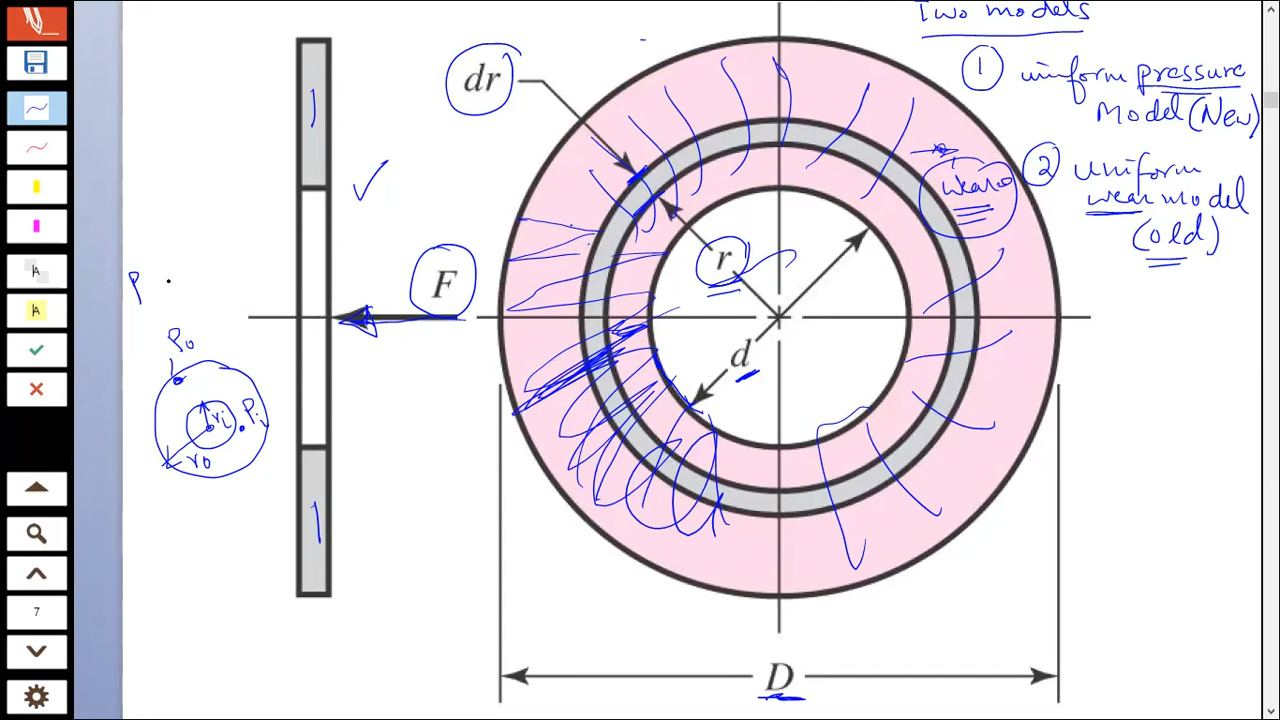 Two models
① uniform pressure
Model (New)
② uniform
wear model
(old)
wear
dr
r
F
d
P .
Po
ri
Pi
ro
D
A
A
7